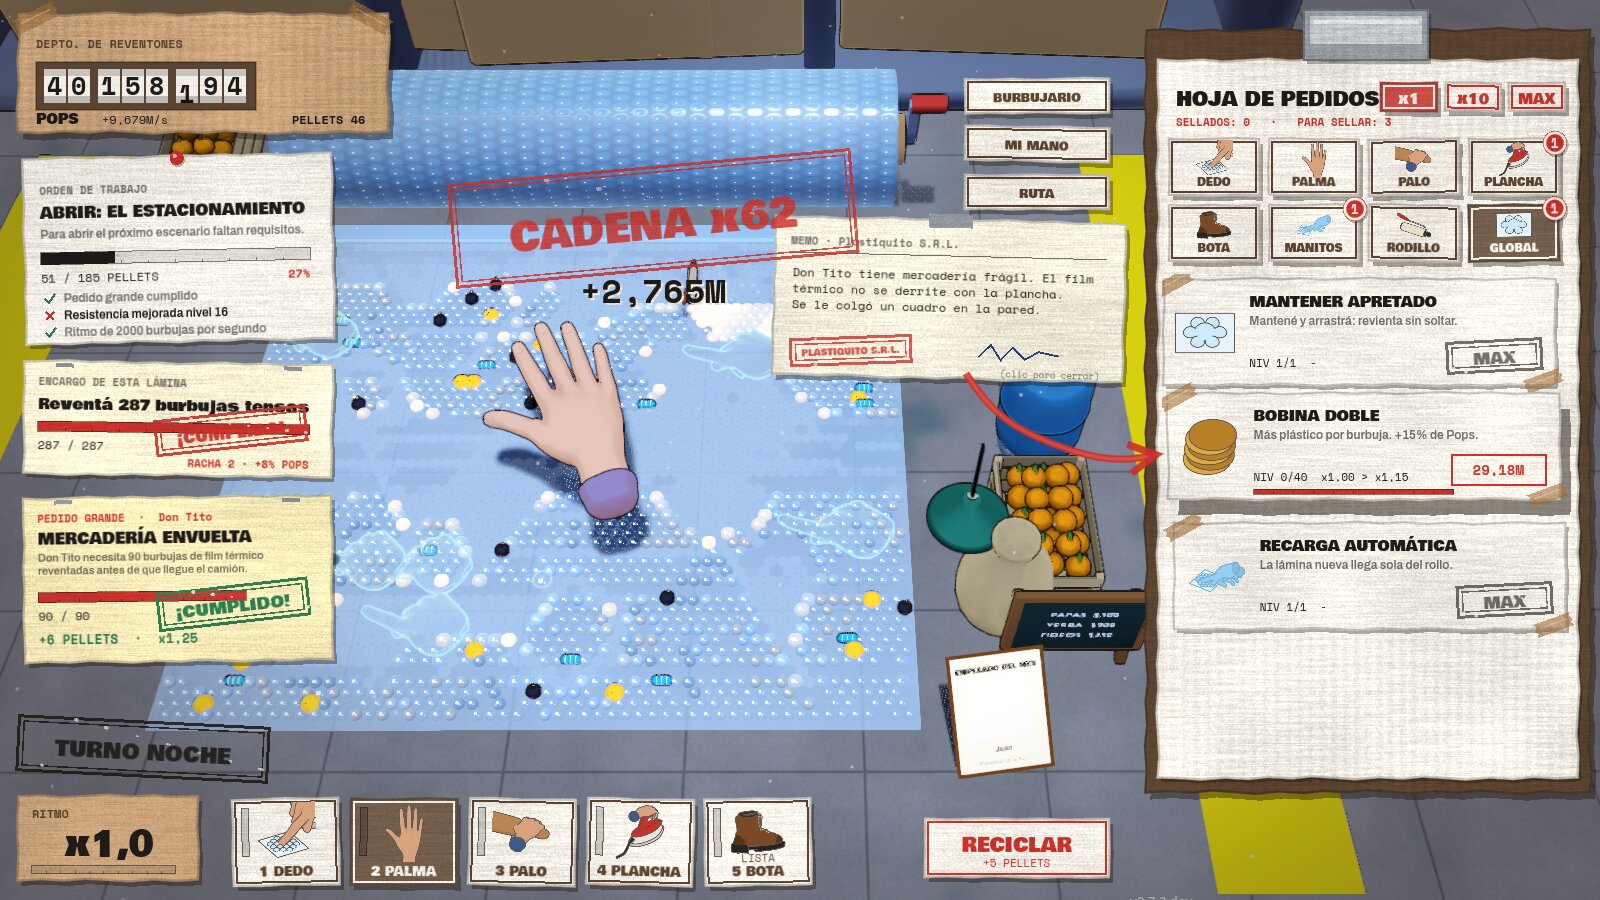 DEPTO. DE REVENTONES
40 158 194
POPS +9,679M/s PELLETS 46
ORDEN DE TRABAJO
ABRIR: EL ESTACIONAMIENTO
Para abrir el próximo escenario faltan requisitos.
51 / 185 PELLETS 27%
Pedido grande cumplido
Resistencia mejorada nivel 16
Ritmo de 2000 burbujas por segundo
ENCARGO DE ESTA LÁMINA
Reventá 287 burbujas tensas
287 / 287
RACHA 2 · +8% POPS
PEDIDO GRANDE · Don Tito
MERCADERÍA ENVUELTA
Don Tito necesita 90 burbujas de film térmico
reventadas antes de que llegue el camión.
¡CUMPLIDO!
90 / 90
+6 PELLETS · x1,25
TURNO NOCHE
RITMO
x1,0
1 DEDO
2 PALMA
3 PALO
4 PLANCHA
LISTA
5 BOTA
CADENA x62
+2,765M
BURBUJARIO
MI MANO
RUTA
MEMO · Plastiquito S.R.L.
Don Tito tiene mercadería frágil. El film
térmico no se derrite con la plancha.
Se le colgó un cuadro en la pared.
PLASTIQUITO S.R.L.
(clic para cerrar)
EMPLEADO DEL MES
RECICLAR
+5 PELLETS
HOJA DE PEDIDOS x1 x10 MAX
SELLADOS: 0 · PARA SELLAR: 3
DEDO
PALMA
PALO
PLANCHA 1
BOTA
MANITOS 1
RODILLO
GLOBAL 1
MANTENER APRETADO
Mantené y arrastrá: revienta sin soltar.
NIV 1/1 - MAX
BOBINA DOBLE
Más plástico por burbuja. +15% de Pops.
NIV 0/40 x1.00 > x1.15 29.18M
RECARGA AUTOMÁTICA
La lámina nueva llega sola del rollo.
NIV 1/1 - MAX